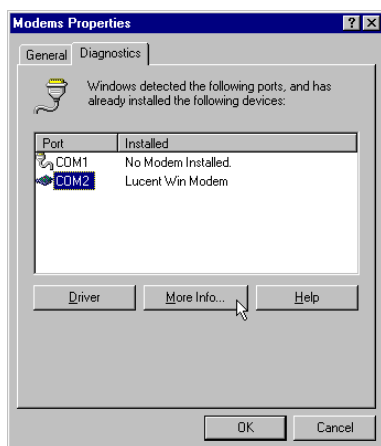 Modems Properties
General Diagnostics
Windows detected the following ports, and has
already installed the following devices:
Port Installed
COM1 No Modem Installed.
COM2 Lucent Win Modem
Driver More Info... Help
OK Cancel